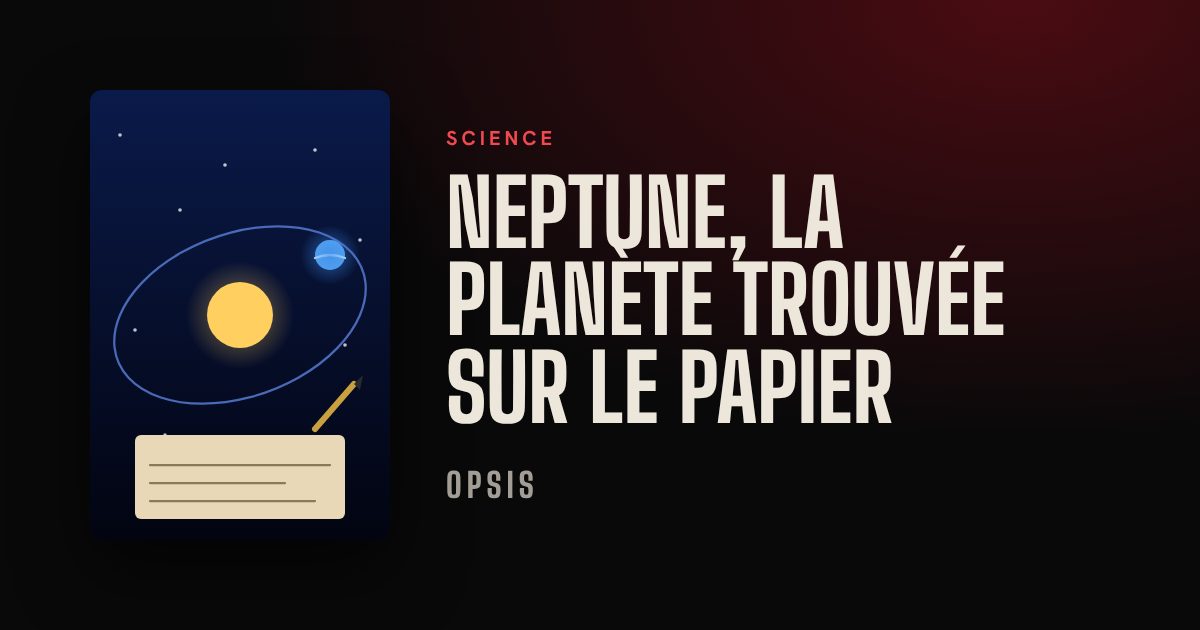 SCIENCE
NEPTUNE, LA
PLANÈTE TROUVÉE
SUR LE PAPIER
OPSIS